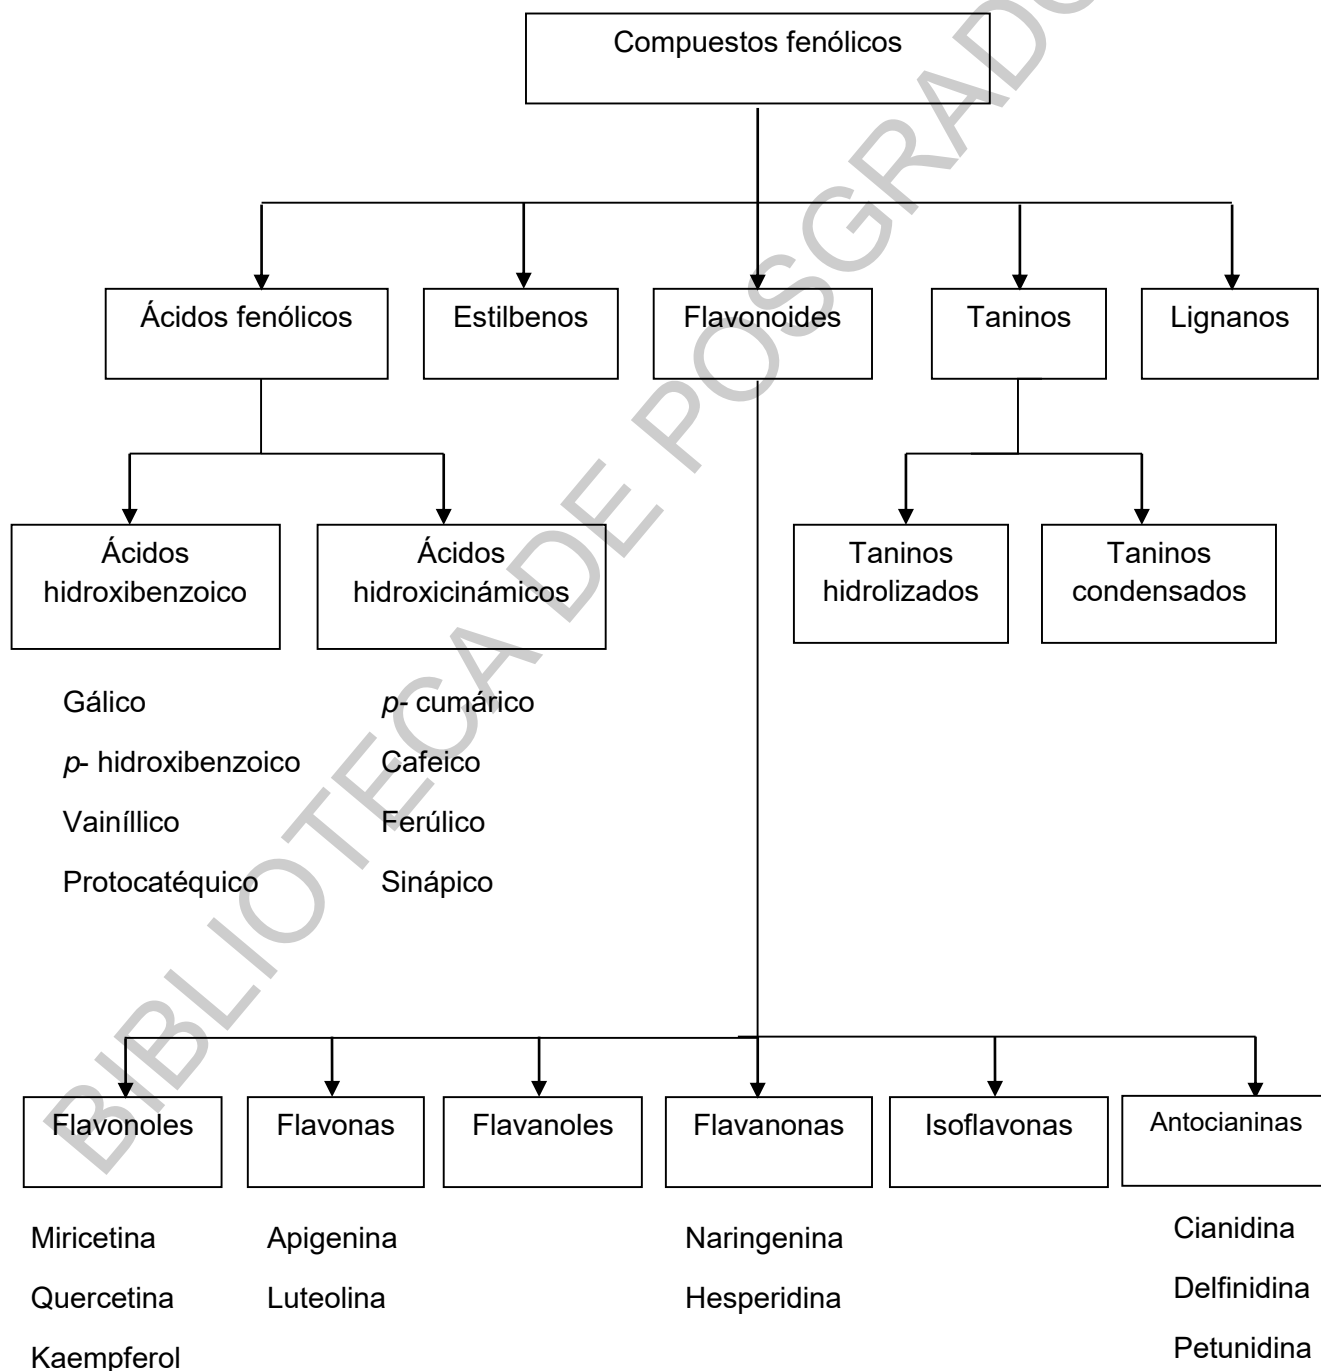 Compuestos fenólicos
Ácidos fenólicos
Estilbenos
Flavonoides
Taninos
Lignanos
Ácidos
hidroxibenzoico
Ácidos
hidroxicinámicos
Taninos
hidrolizados
Taninos
condensados
Gálico
p- hidroxibenzoico
Vainíllico
Protocatéquico
p- cumárico
Cafeico
Ferúlico
Sinápico
Flavonoles
Flavonas
Flavanoles
Flavanonas
Isoflavonas
Antocianinas
Miricetina
Quercetina
Kaempferol
Apigenina
Luteolina
Naringenina
Hesperidina
Cianidina
Delfinidina
Petunidina
BIBLIOTECA DE POSGRADO